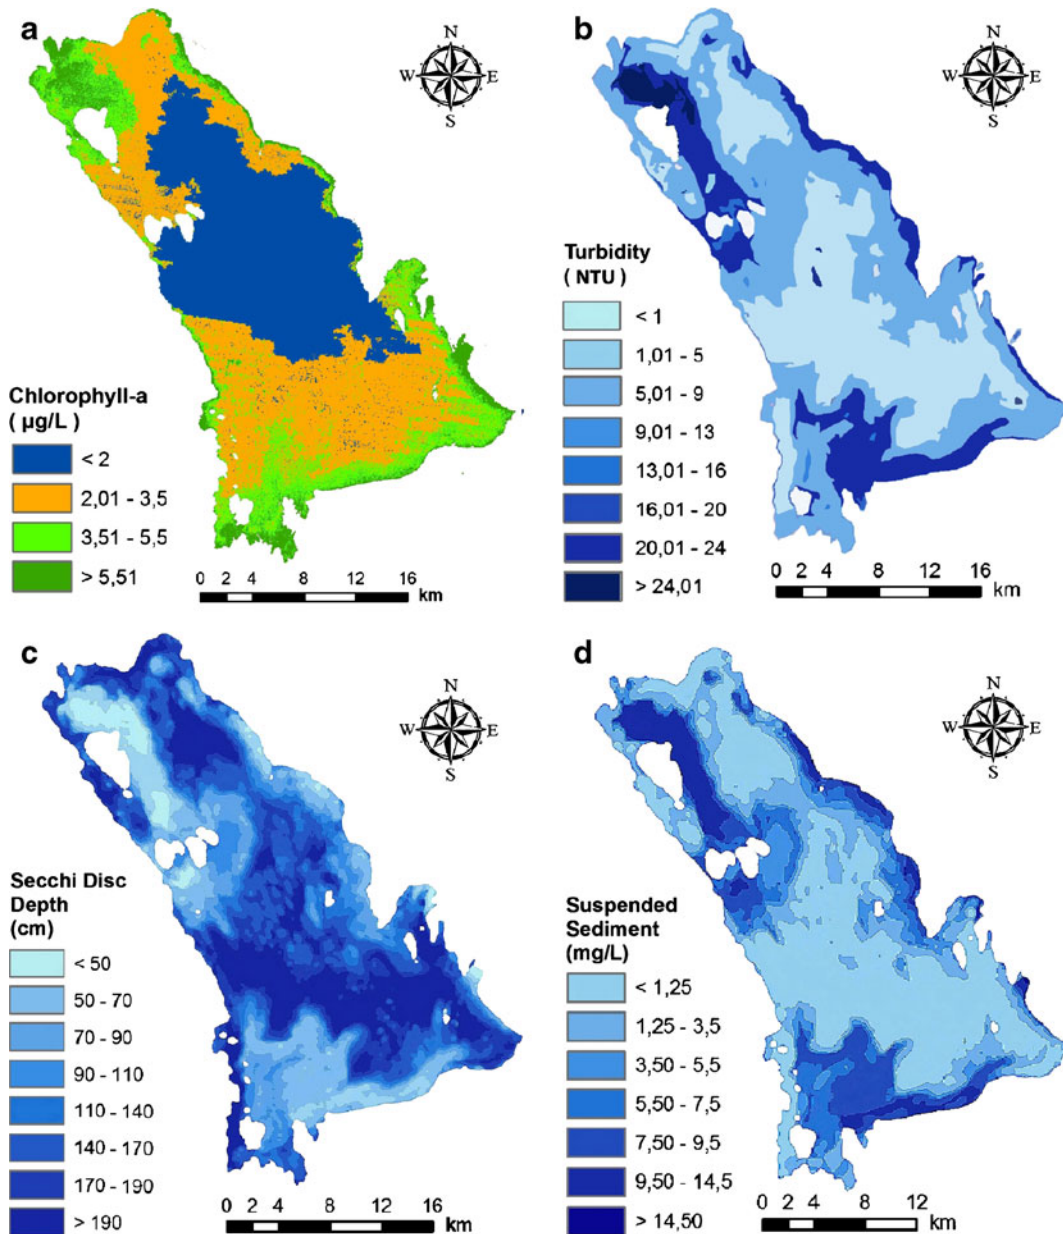 a
N
W E
S
Chlorophyll-a
( µg/L )
< 2
2,01 - 3,5
3,51 - 5,5
> 5,51
0 2 4 8 12 16
km
b
N
W E
S
Turbidity
( NTU )
< 1
1,01 - 5
5,01 - 9
9,01 - 13
13,01 - 16
16,01 - 20
20,01 - 24
> 24,01
0 2 4 8 12 16
km
c
N
W E
S
Secchi Disc
Depth
(cm)
< 50
50 - 70
70 - 90
90 - 110
110 - 140
140 - 170
170 - 190
> 190
0 2 4 8 12 16
km
d
N
W E
S
Suspended
Sediment
(mg/L)
< 1,25
1,25 - 3,5
3,50 - 5,5
5,50 - 7,5
7,50 - 9,5
9,50 - 14,5
> 14,50
0 2 4 8 12
km